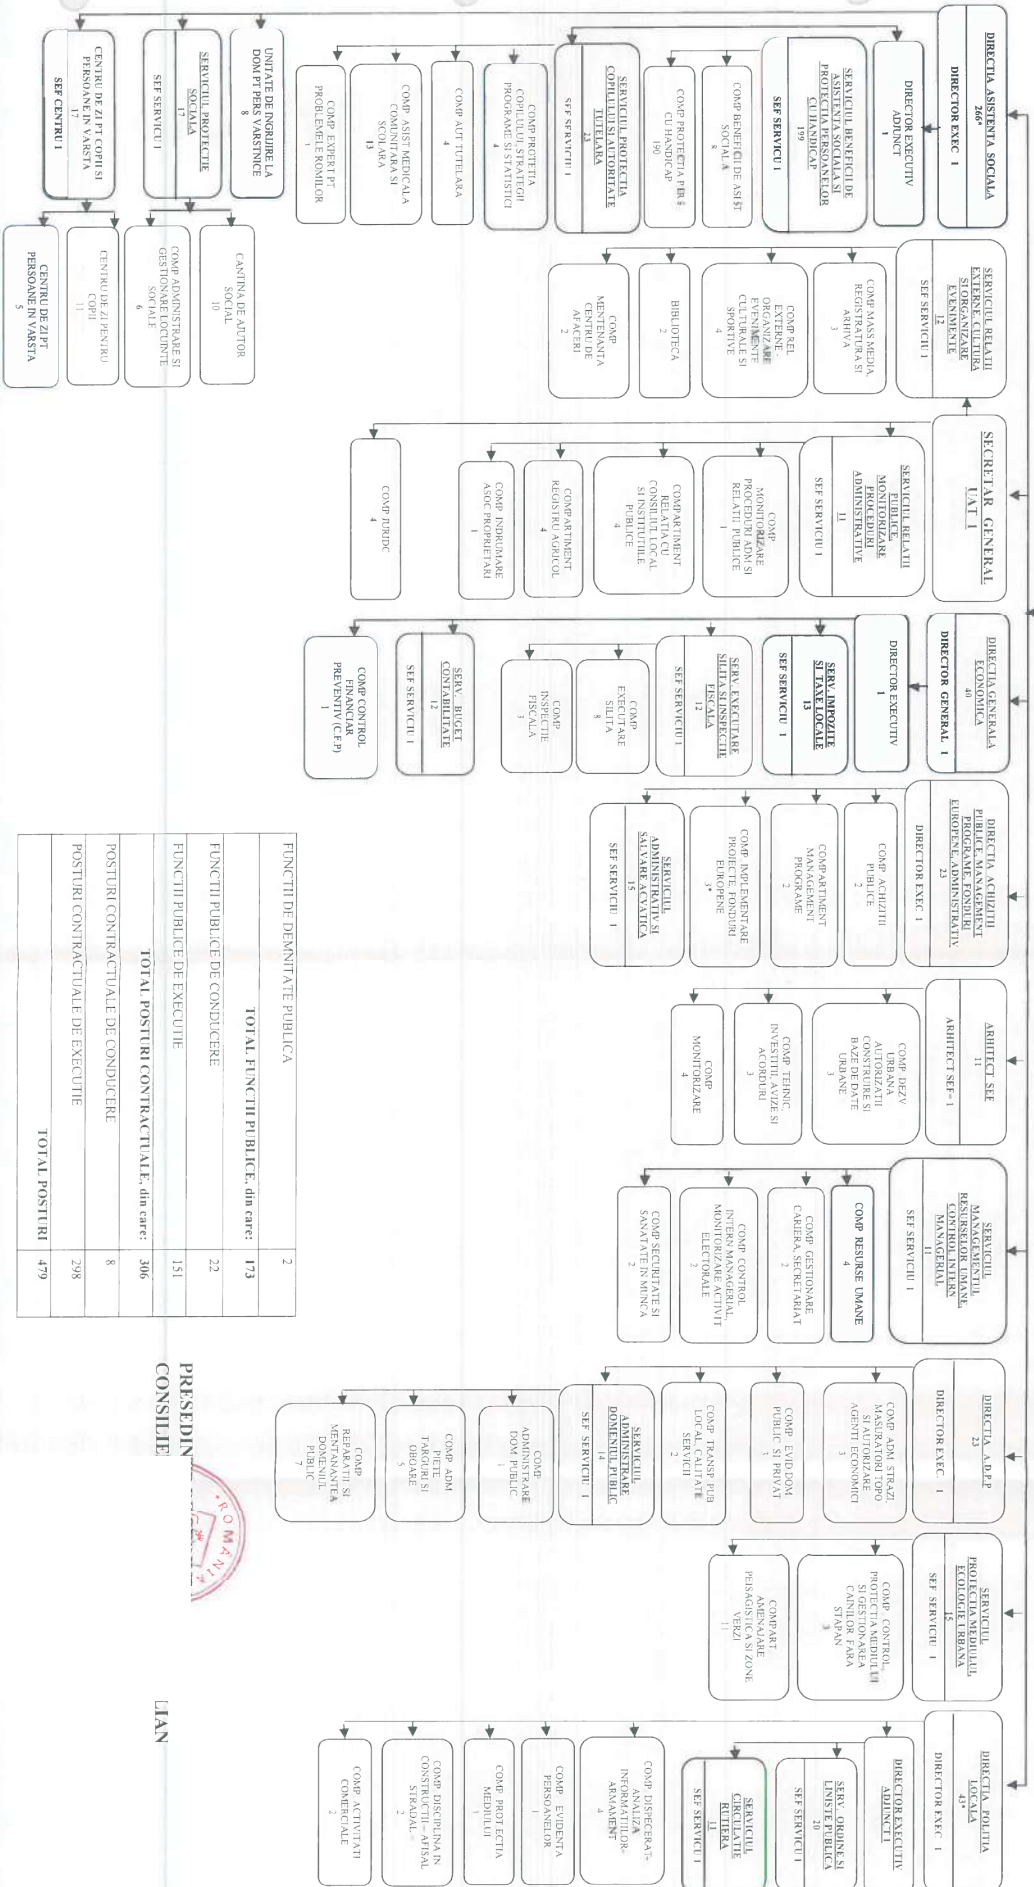 DIRECTIA ASISTENTA SOCIALA
266*
DIRECTOR EXEC 1
DIRECTOR EXECUTIV
ADJUNCT
1
SERVICIUL BENEFICII DE
ASISTENTA SOCIALA SI
PROTECTIA PERSOANELOR
CU HANDICAP
199
SEF SERVICU 1
COMP BENEFICII DE ASIST
SOCIALA
8
COMP PROTECTIA PERS
CU HANDICAP
190
SERVICIUL PROTECTIA
COPILULUI SI AUTORITATE
TUTELARA
23
SEF SERVICIU 1
COMP PROTETIA
COPILULUI, STRATEGII
PROGRAME SI STATISTICI
4
COMP AUT TUTELARA
4
COMP ASIST MEDICALA
COMUNITARA SI
SCOLARA
13
COMP EXPERT PT
PROBLEMELE ROMILOR
1
UNITATE DE INGRIJIRE LA
DOM PT PERS VARSTNICE
8
SERVICIUL PROTECTIE
SOCIALA
17
SEF SERVICU 1
CANTINA DE AJUTOR
SOCIAL
10
COMP ADMINISTRARE SI
GESTIONARE LOCUINTE
SOCIALE
6
CENTRU DE ZI PT COPII SI
PERSOANE IN VARSTA
17
SEF CENTRU 1
CENTRU DE ZI PENTRU
COPII
11
CENTRU DE ZI PT
PERSOANE IN VARSTA
5
SERVICIUL RELATII
EXTERNE, CULTURA
SI ORGANIZARE
EVENIMENTE
12
SEF SERVICIU 1
COMP MASS MEDIA,
REGISTRATURA SI
ARHIVA
3
COMP REL
EXTERNE -
ORGANIZARE
EVENIMENTE
CULTURALE SI
SPORTIVE
4
BIBLIOTECA
2
COMP
MENTENANTA
CENTRU DE
AFACERI
2
SECRETAR GENERAL
UAT 1
SERVICIUL RELATII
PUBLICE,
MONITORIZARE
PROCEDURI
ADMINISTRATIVE
11
SEF SERVICIU 1
COMP
MONITORIZARE
PROCEDURI ADM SI
RELATII PUBLICE
1
COMPARTIMENT
RELATIA CU
CONSILIUL LOCAL
SI INSTITUTIILE
PUBLICE
4
COMPARTIMENT
REGISTRU AGRICOL
4
COMP INDRUMARE
ASOC PROPRIETARI
1
COMP JURIDC
4
DIRECTIA GENERALA
ECONOMICA
40
DIRECTOR GENERAL 1
DIRECTOR EXECUTIV
1
SERV. IMPOZITE
SI TAXE LOCALE
13
SEF SERVICIU 1
SERV. EXECUTARE
SILITA SI INSPECTIE
FISCALA
12
SEF SERVICIU 1
COMP
EXECUTARE
SILITA
8
COMP
INSPECTIE
FISCALA
3
SERV. BUGET
CONTABILITATE
12
SEF SERVICIU 1
COMP CONTROL
FINANCIAR
PREVENTIV (C.F.P)
1
DIRECTIA ACHIZITII
PUBLICE, MANAGEMENT
PROGRAME, FONDURI
EUROPENE, ADMINISTRATIV
23
DIRECTOR EXEC 1
COMP ACHIZITII
PUBLICE
2
COMPARTIMENT
MANAGEMENT
PROGRAME
2
COMP IMPLEMENTARE
PROIECTE, FONDURI
EUROPENE
3*
SERVICIUL
ADMINISTRATIV SI
SALVARE ACVATICA
15
SEF SERVICIU 1
ARHITECT SEF
11
ARHITECT SEF= 1
COMP DEZV
URBANA
AUTORIZATII
CONSTRUIRE SI
BAZE DE DATE
URBANE
3
COMP TEHNIC,
INVESTITII, AVIZE SI
ACORDURI
3
COMP
MONITORIZARE
4
SERVICIUL
MANAGEMENTUL
RESURSELOR UMANE,
CONTROL INTERN
MANAGERIAL
11
SEF SERVICIU 1
COMP RESURSE UMANE
4
COMP GESTIONARE,
CARIERA, SECRETARIAT
2
COMP CONTROL
INTERN MANAGERIAL,
MONITORIZARE ACTIVIT
ELECTORALE
2
COMP SECURITATE SI
SANATATE IN MUNCA
2
DIRECTIA A.D.P.P
23
DIRECTOR EXEC. 1
COMP ADM STRAZI,
MASURATORI TOPO
SI AUTORIZARE
AGENTI ECONOMICI
3
COMP EVID.DOM
PUBLIC SI PRIVAT
3
COMP TRANSP PUB
LOCAL, CALITATE
SERVICII
2
SERVICIUL
ADMINISTRARE
DOMENIUL PUBLIC
14
SEF SERVICIU 1
COMP
ADMINISTRARE
DOM PUBLIC
1
COMP ADM
PIETE
TARGURI SI
OBOARE
5
COMP
REPARATII SI
MENTANANTEA
DOMENIUL
PUBLIC
7
SERVICIUL
PROTECTIA MEDIULUI,
ECOLOGIE URBANA
15
SEF SERVICIU 1
COMP CONTROL,
PROTECTIA MEDIULUI
SI GESTIONAREA
CAINILOR FARA
STAPAN
3
COMPART
AMENAJARE
PEISAGISTICA SI ZONE
VERZI
11
DIRECTIA POLITIA
LOCALA
43*
DIRECTOR EXEC 1
DIRECTOR EXECUTIV
ADJUNCT 1
SERV. ORDINE SI
LINISTE PUBLICA
20
SEF SERVICU 1
SERVICIUL
CIRCULATIE
RUTIERA
11
SEF SERVICU 1
COMP DISPECERAT-
ANALIZA
INFORMATIILOR-
ARMAMENT
4
COMP EVIDENTA
PERSOANELOR
1
COMP PROTECTIA
MEDIULUI
1
COMP DISCIPLINA IN
CONSTRUCTII - AFISAJ
STRADAL -
2
COMP ACTIVITATI
COMERCIALE
2
FUNCTII DE DEMNITATE PUBLICA 2
TOTAL FUNCTII PUBLICE, din care: 173
FUNCTII PUBLICE DE CONDUCERE 22
FUNCTII PUBLICE DE EXECUTIE 151
TOTAL POSTURI CONTRACTUALE, din care: 306
POSTURI CONTRACTUALE DE CONDUCERE 8
POSTURI CONTRACTUALE DE EXECUTIE 298
TOTAL POSTURI 479
PRESEDIN
CONSILIE
LIAN
ROMANIA